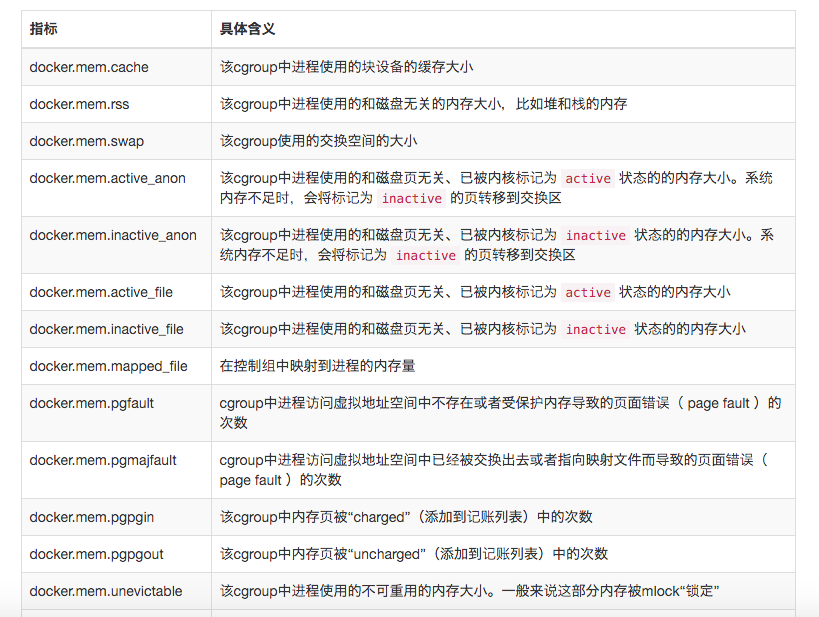 指标 具体含义
docker.mem.cache 该cgroup中进程使用的块设备的缓存大小
docker.mem.rss 该cgroup中进程使用的和磁盘无关的内存大小，比如堆和栈的内存
docker.mem.swap 该cgroup使用的交换空间的大小
docker.mem.active_anon 该cgroup中进程使用的和磁盘页无关、已被内核标记为 active 状态的的内存大小。系统
内存不足时，会将标记为 inactive 的页转移到交换区
docker.mem.inactive_anon 该cgroup中进程使用的和磁盘页无关、已被内核标记为 inactive 状态的的内存大小。系
统内存不足时，会将标记为 inactive 的页转移到交换区
docker.mem.active_file 该cgroup中进程使用的和磁盘页无关、已被内核标记为 active 状态的的内存大小
docker.mem.inactive_file 该cgroup中进程使用的和磁盘页无关、已被内核标记为 inactive 状态的的内存大小
docker.mem.mapped_file 在控制组中映射到进程的内存量
docker.mem.pgfault cgroup中进程访问虚拟地址空间中不存在或者受保护内存导致的页面错误（ page fault ）的
次数
docker.mem.pgmajfault cgroup中进程访问虚拟地址空间中已经被交换出去或者指向映射文件而导致的页面错误（
page fault ）的次数
docker.mem.pgpgin 该cgroup中内存页被“charged”（添加到记账列表）中的次数
docker.mem.pgpgout 该cgroup中内存页被“uncharged”（添加到记账列表）中的次数
docker.mem.unevictable 该cgroup中进程使用的不可重用的内存大小。一般来说这部分内存被mlock“锁定”